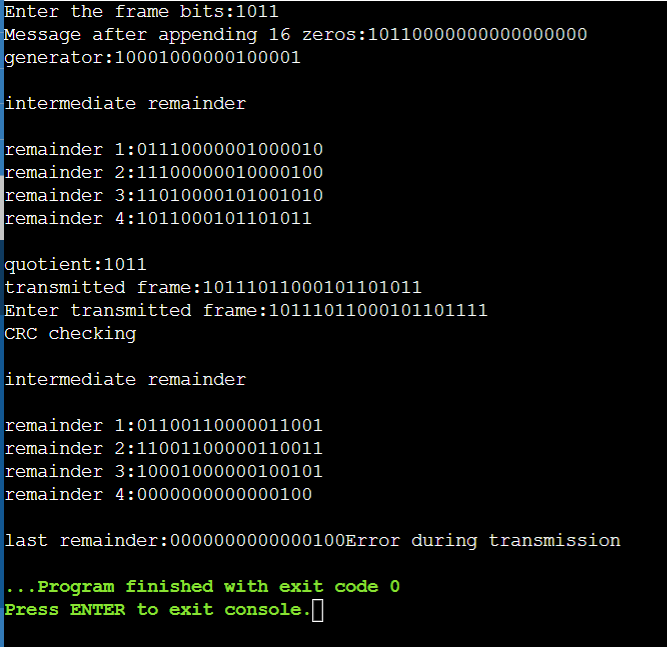 Enter the frame bits:1011
Message after appending 16 zeros:10110000000000000000
generator:10001000000100001
intermediate remainder
remainder 1:01110000001000010
remainder 2:11100000010000100
remainder 3:11010000101001010
remainder 4:1011000101101011
quotient:1011
transmitted frame:10111011000101101011
Enter transmitted frame:10111011000101101111
CRC checking
intermediate remainder
remainder 1:01100110000011001
remainder 2:11001100000110011
remainder 3:10001000000100101
remainder 4:0000000000000100
last remainder:0000000000000100Error during transmission
...Program finished with exit code 0
Press ENTER to exit console.